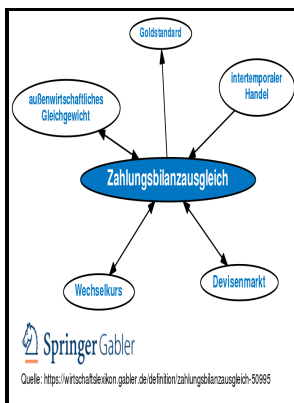 Goldstandard
intertemporaler
Handel
außenwirtschaftliches
Gleichgewicht
Zahlungsbilanzausgleich
Wechselkurs
Devisenmarkt
Springer Gabler
Quelle: https://wirtschaftslexikon.gabler.de/definition/zahlungsbilanzausgleich-50995